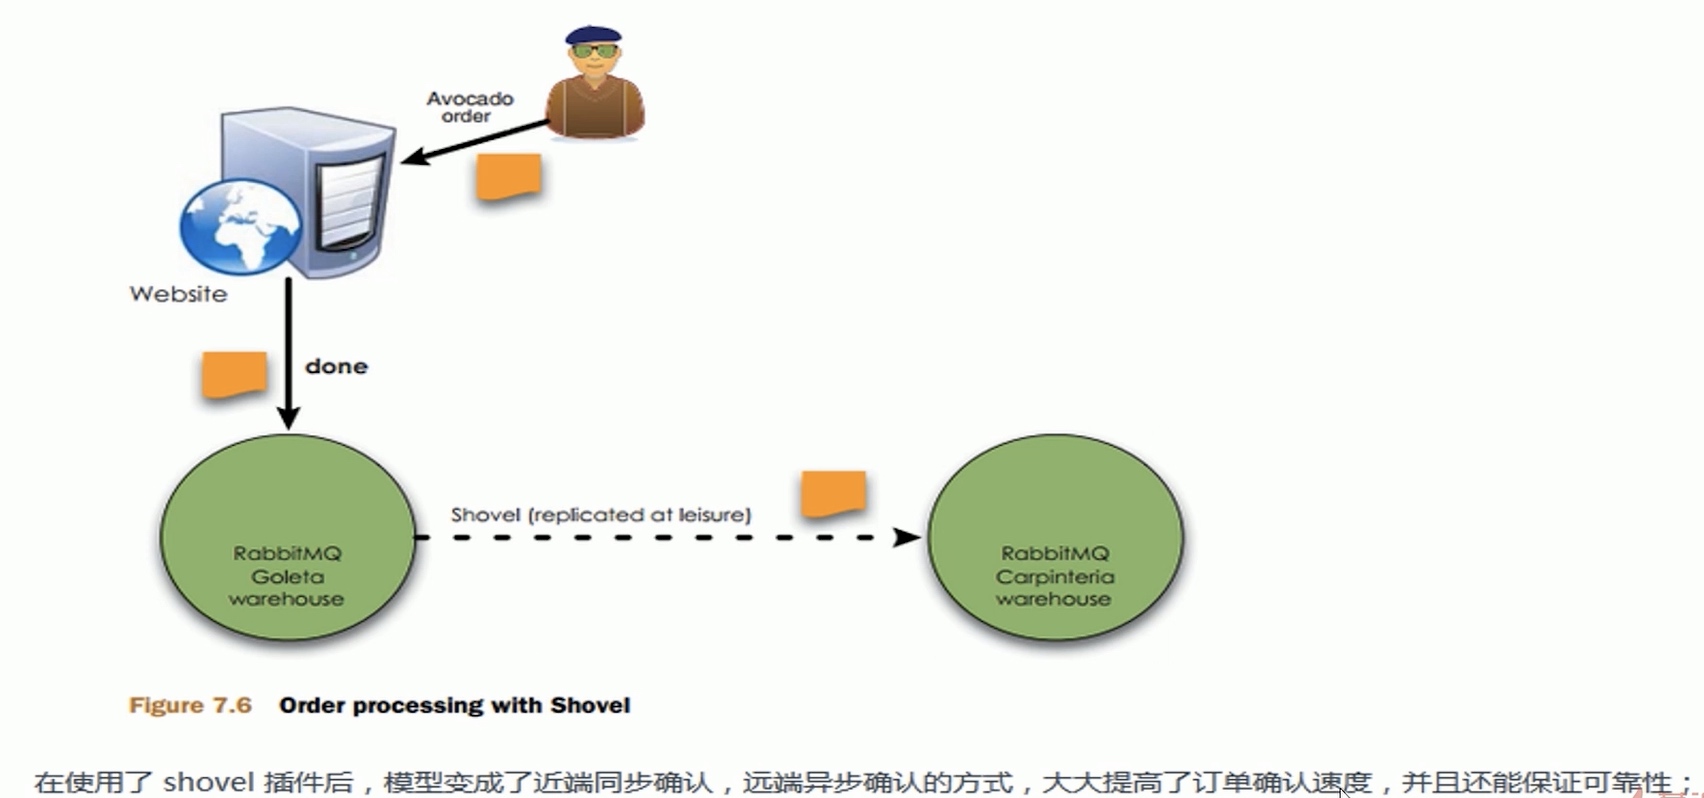 Avocado
order
Website
done
Shovel (replicated at leisure)
RabbitMQ
Goleta
warehouse
RabbitMQ
Carpinteria
warehouse
Figure 7.6 Order processing with Shovel
在使用了 shovel 插件后，模型变成了近端同步确认，远端异步确认的方式，大大提高了订单确认速度，并且还能保证可靠性；